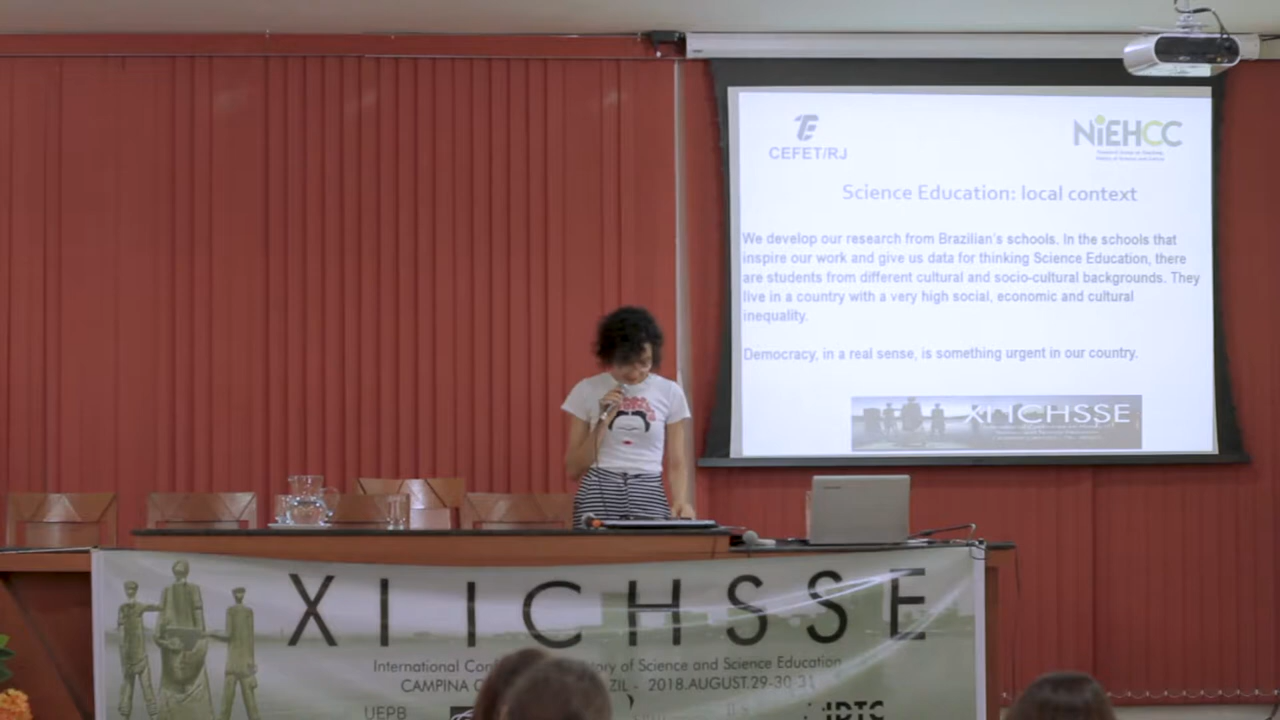 CEFET/RJ
NiEHCC
Science Education: local context
We develop our research from Brazilian's schools. In the schools that
inspire our work and give us data for thinking Science Education, there
are students from different cultural and socio-cultural backgrounds. They
live in a country with a very high social, economic and cultural
inequality.
Democracy, in a real sense, is something urgent in our country.
XI ICHSSE
XI ICHSSE
International of Science and Science Education
CAMPINA - 2018.AUGUST.29-30-31
UEPB